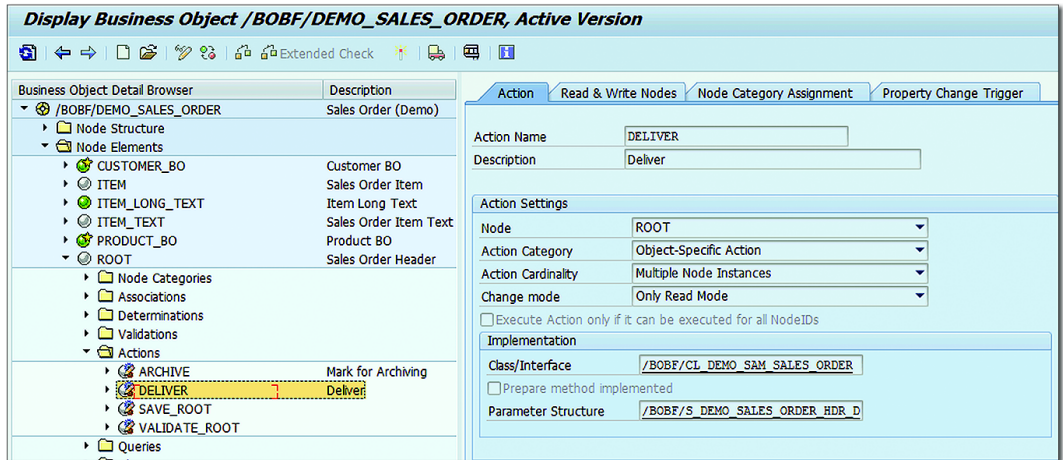 Display Business Object /BOBF/DEMO_SALES_ORDER, Active Version
Extended Check
Business Object Detail Browser Description
/BOBF/DEMO_SALES_ORDER Sales Order (Demo)
Node Structure
Node Elements
CUSTOMER_BO Customer BO
ITEM Sales Order Item
ITEM_LONG_TEXT Item Long Text
ITEM_TEXT Sales Order Item Text
PRODUCT_BO Product BO
ROOT Sales Order Header
Node Categories
Associations
Determinations
Validations
Actions
ARCHIVE Mark for Archiving
DELIVER Deliver
SAVE_ROOT
VALIDATE_ROOT
Queries
Action Read & Write Nodes Node Category Assignment Property Change Trigger
Action Name DELIVER
Description Deliver
Action Settings
Node ROOT
Action Category Object-Specific Action
Action Cardinality Multiple Node Instances
Change mode Only Read Mode
Execute Action only if it can be executed for all NodeIDs
Implementation
Class/Interface /BOBF/CL_DEMO_SAM_SALES_ORDER
Prepare method implemented
Parameter Structure /BOBF/S_DEMO_SALES_ORDER_HDR_D